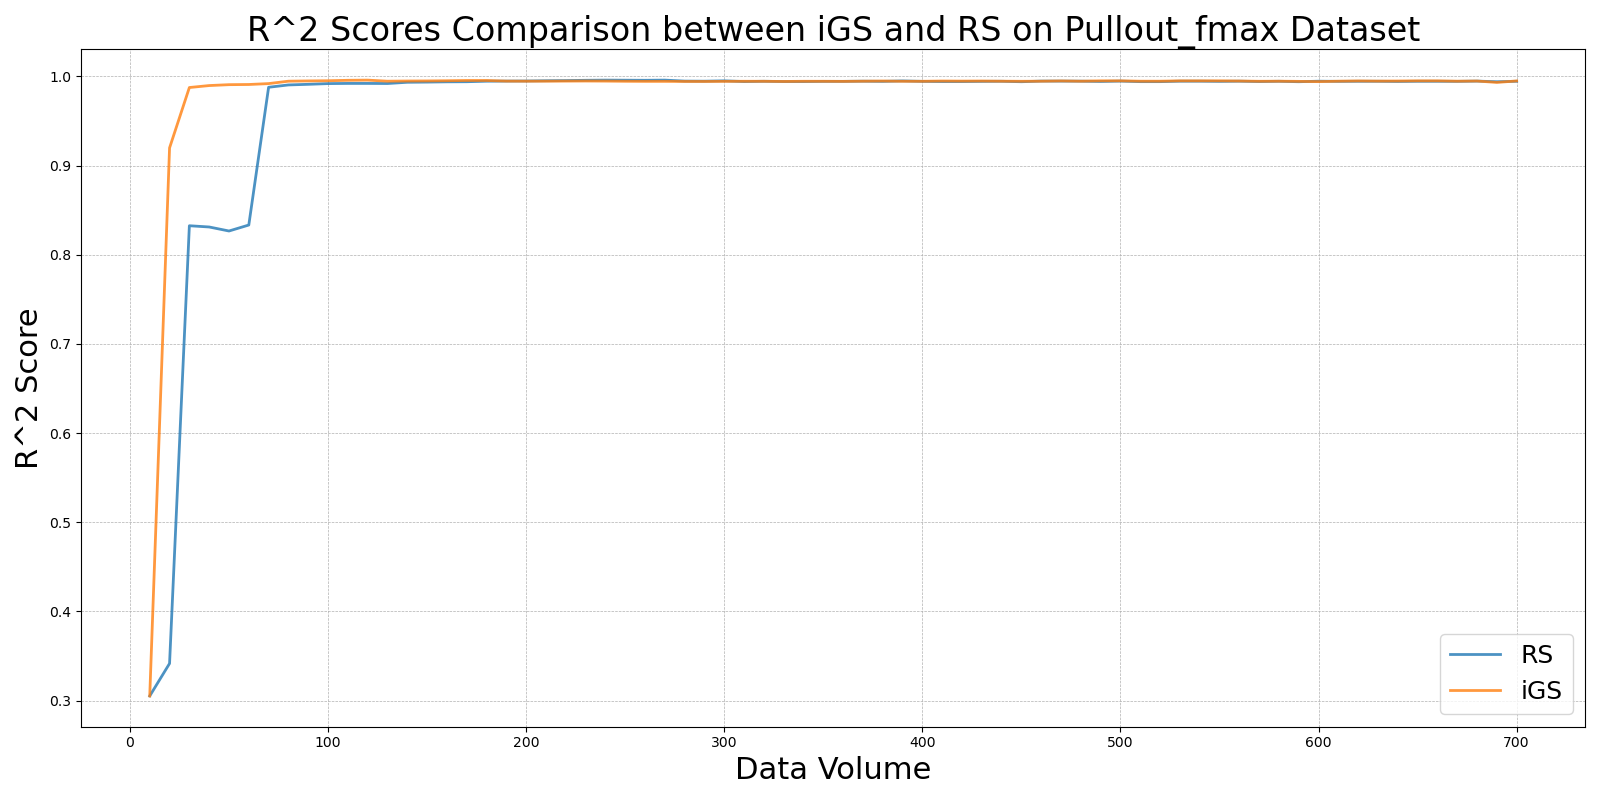 R^2 Scores Comparison between iGS and RS on Pullout_fmax Dataset
R^2 Score
1.0
0.9
0.8
0.7
0.6
0.5
0.4
0.3
RS
iGS
0 100 200 300 400 500 600 700
Data Volume